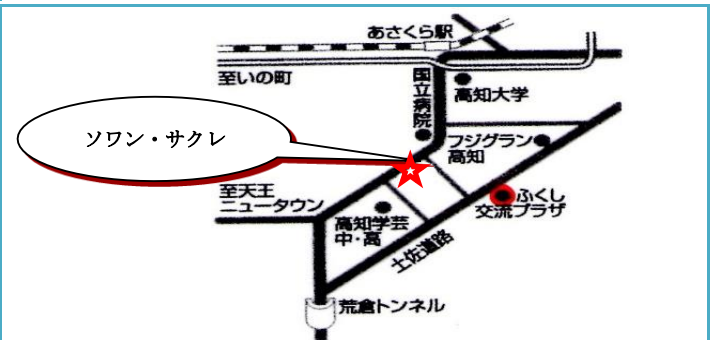 あさくら駅
至いの町
国立病院
高知大学
ソワン・サクレ
フジグラン
高知
至天王
ニュータウン
ふくし
交流プラザ
高知学芸
中・高
土佐道路
荒倉トンネル